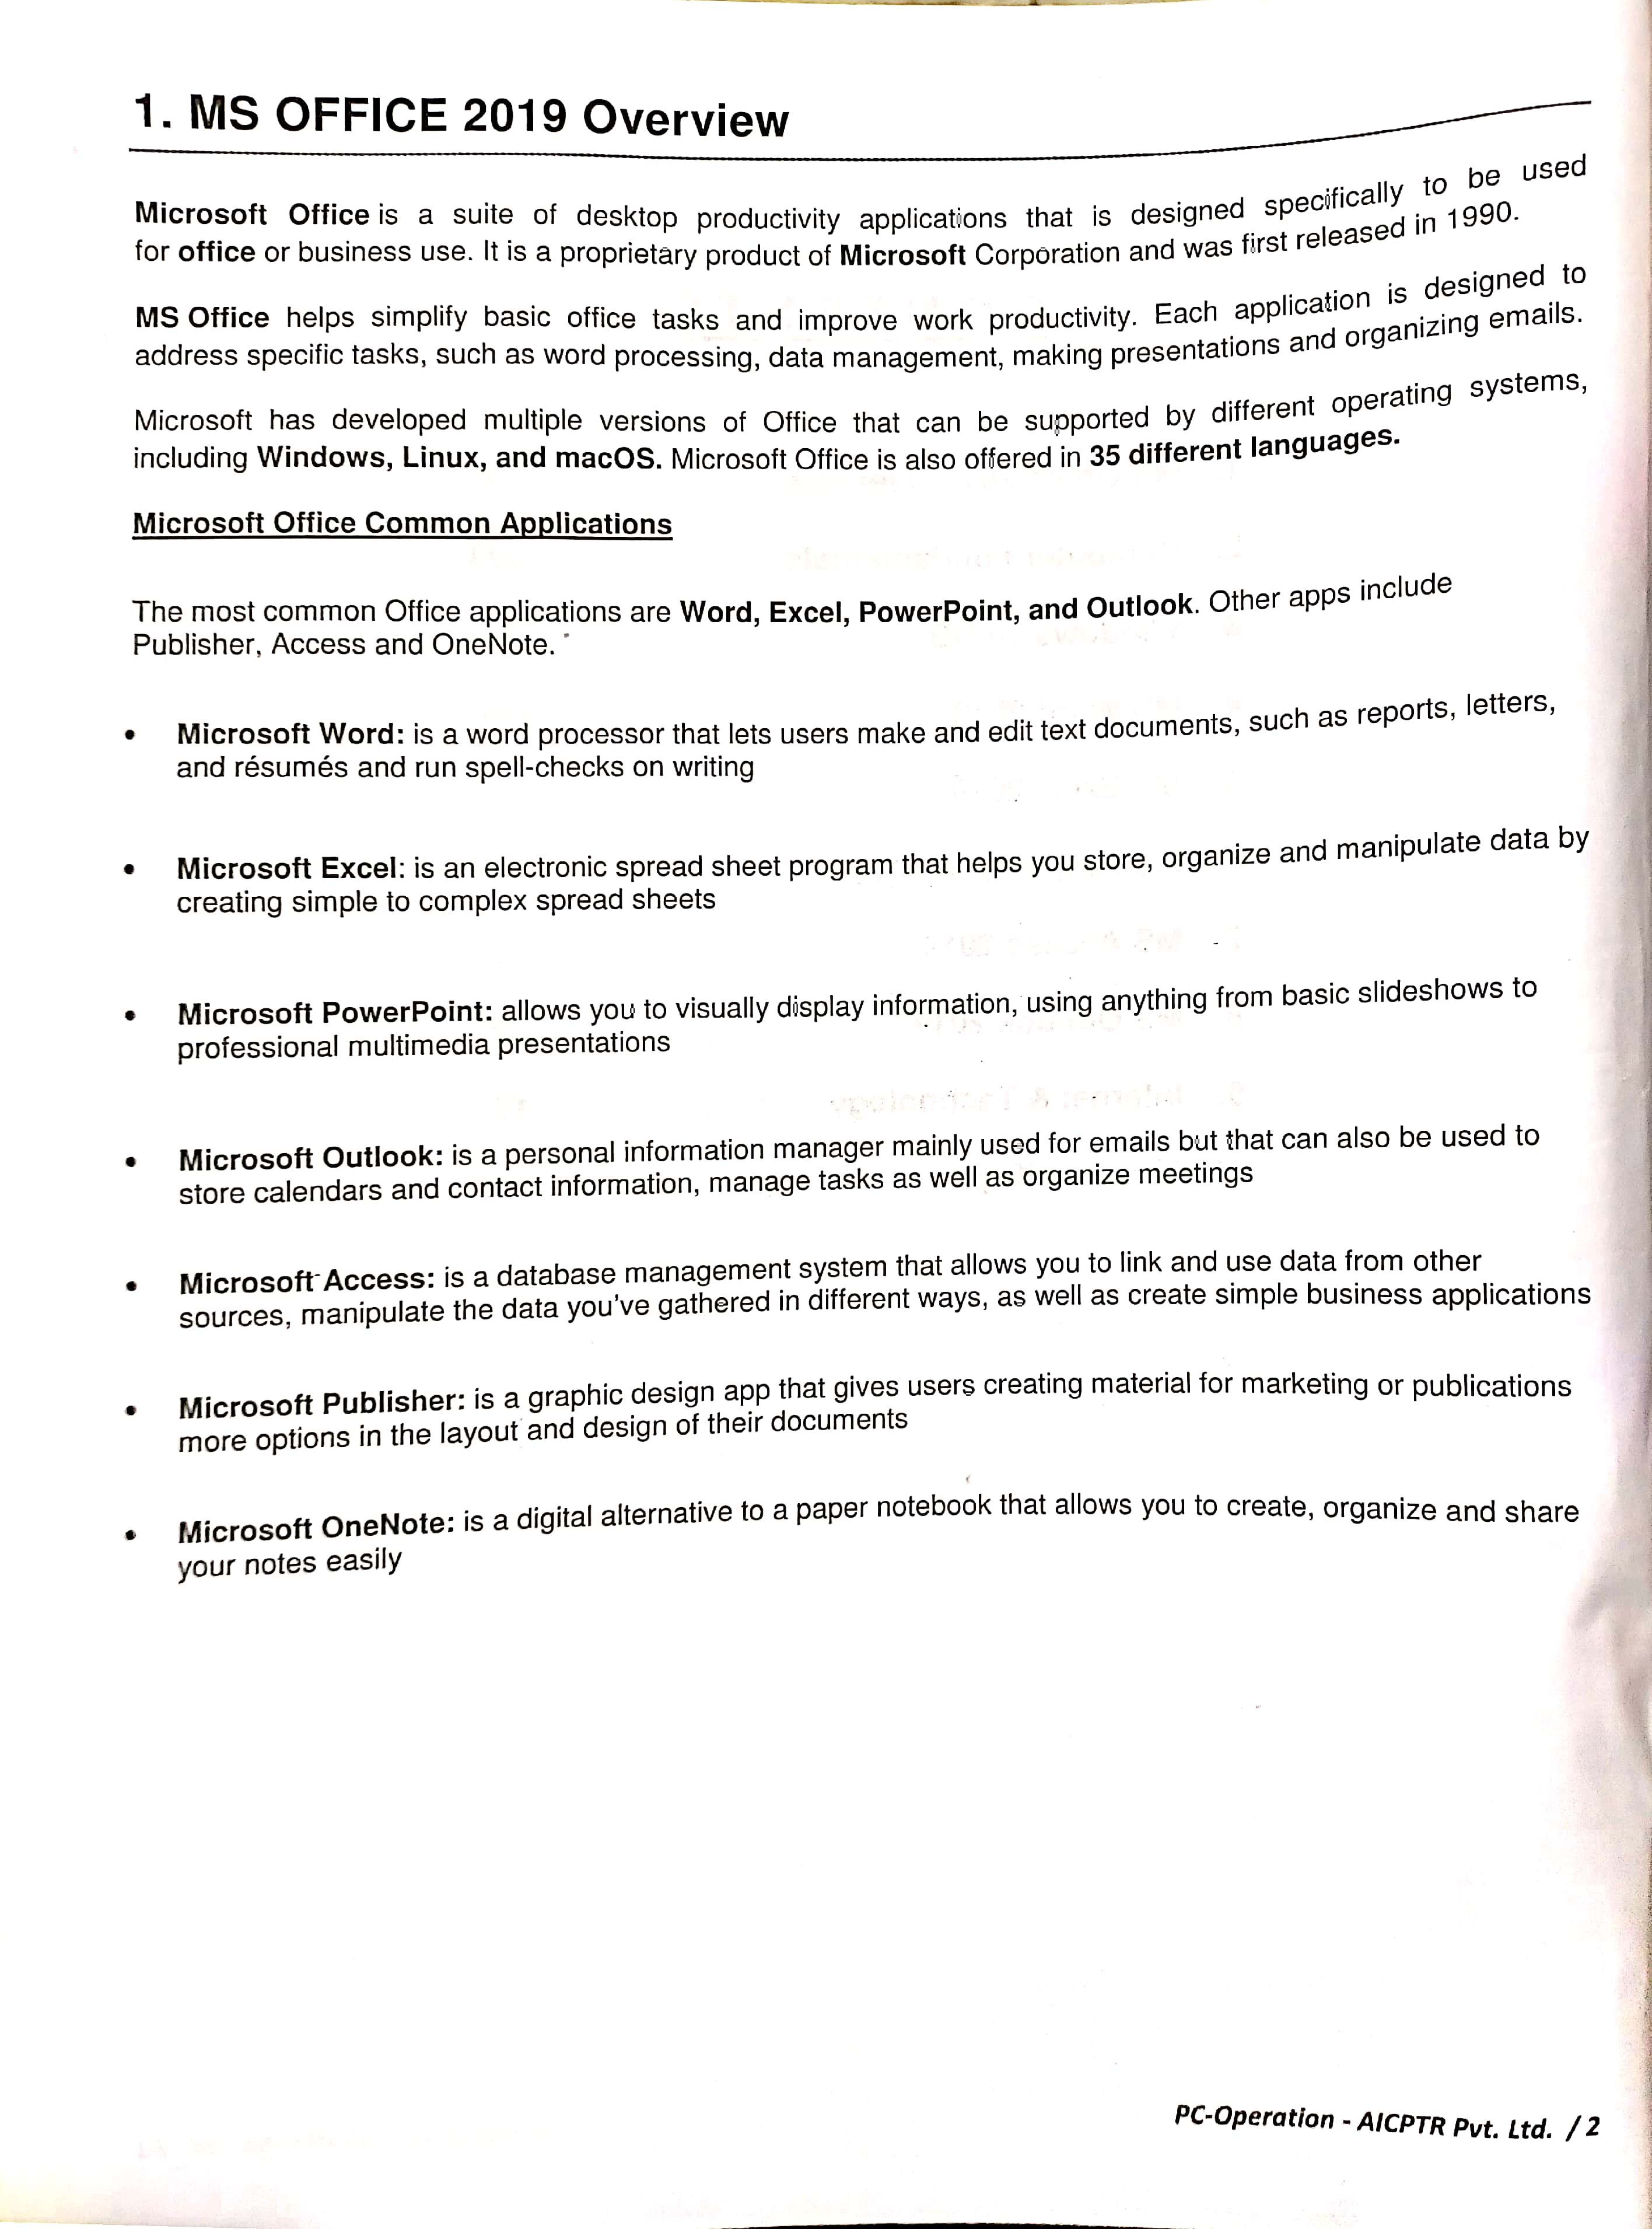 1. MS OFFICE 2019 Overview
Microsoft Office is a suite of desktop productivity applications that is designed specifically to be used
for office or business use. It is a proprietary product of Microsoft Corporation and was first released in 1990.
MS Office helps simplify basic office tasks and improve work productivity. Each application is designed to
address specific tasks, such as word processing, data management, making presentations and organizing emails.
Microsoft has developed multiple versions of Office that can be supported by different operating systems,
including Windows, Linux, and macOS. Microsoft Office is also offered in 35 different languages.
Microsoft Office Common Applications
The most common Office applications are Word, Excel, PowerPoint, and Outlook. Other apps include
Publisher, Access and OneNote.
• Microsoft Word: is a word processor that lets users make and edit text documents, such as reports, letters,
and résumés and run spell-checks on writing
• Microsoft Excel: is an electronic spread sheet program that helps you store, organize and manipulate data by
creating simple to complex spread sheets
• Microsoft PowerPoint: allows you to visually display information, using anything from basic slideshows to
professional multimedia presentations
• Microsoft Outlook: is a personal information manager mainly used for emails but that can also be used to
store calendars and contact information, manage tasks as well as organize meetings
• Microsoft Access: is a database management system that allows you to link and use data from other
sources, manipulate the data you've gathered in different ways, as well as create simple business applications
• Microsoft Publisher: is a graphic design app that gives users creating material for marketing or publications
more options in the layout and design of their documents
• Microsoft OneNote: is a digital alternative to a paper notebook that allows you to create, organize and share
your notes easily
PC-Operation - AICPTR Pvt. Ltd. / 2